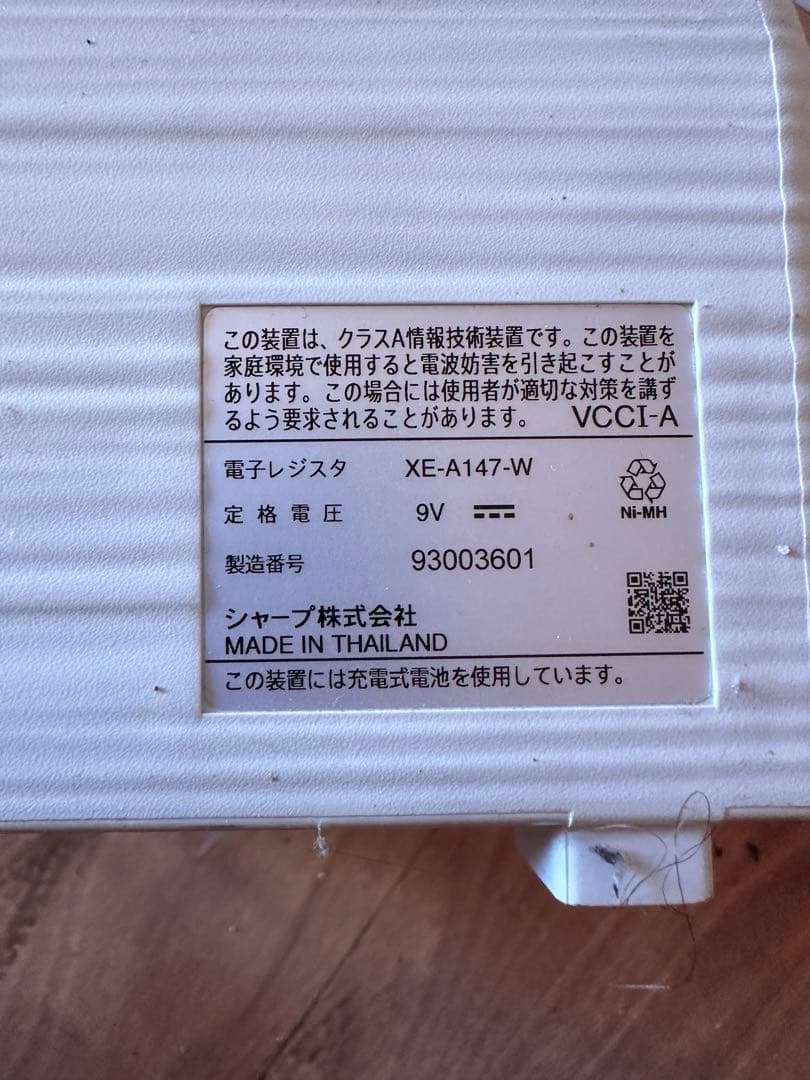 この装置は、クラスA情報技術装置です。この装置を
家庭環境で使用すると電波妨害を引き起こすことが
あります。この場合には使用者が適切な対策を講ず
るよう要求されることがあります。 VCCI-A
電子レジスタ XE-A147-W
定格電圧 9V
Ni-MH
製造番号 93003601
シャープ株式会社
MADE IN THAILAND
この装置には充電式電池を使用しています。